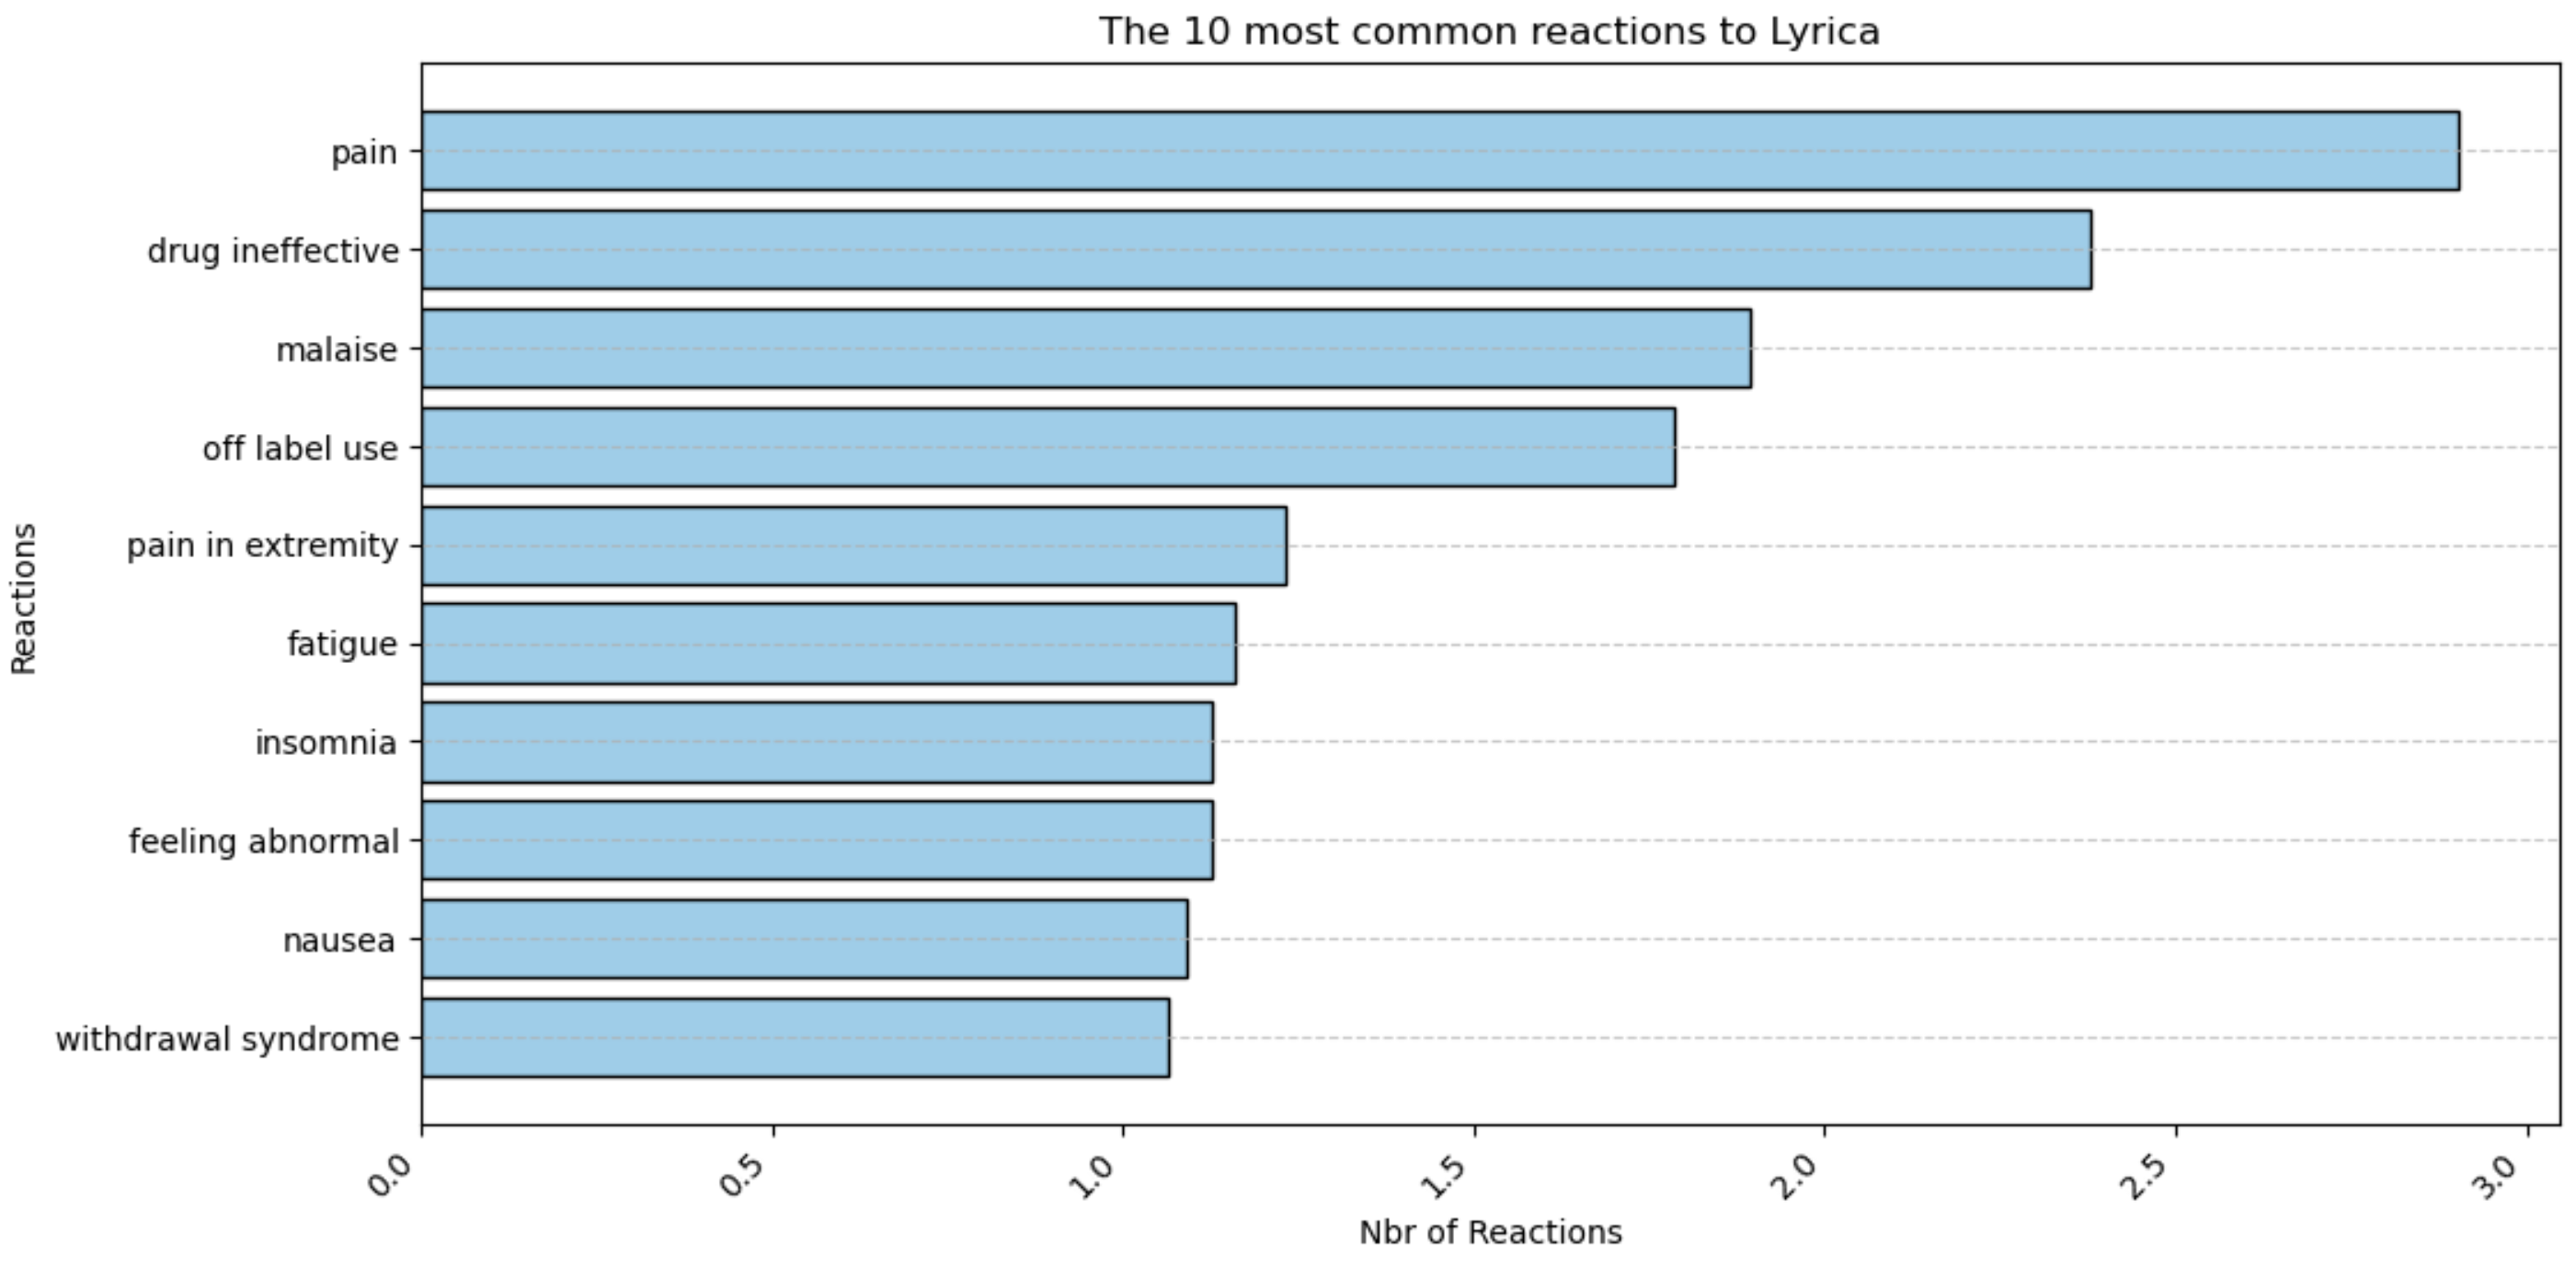 The 10 most common reactions to Lyrica
pain
drug ineffective
malaise
off label use
pain in extremity
fatigue
insomnia
feeling abnormal
nausea
withdrawal syndrome
Reactions
0.0
0.5
1.0
1.5
2.0
2.5
3.0
Nbr of Reactions